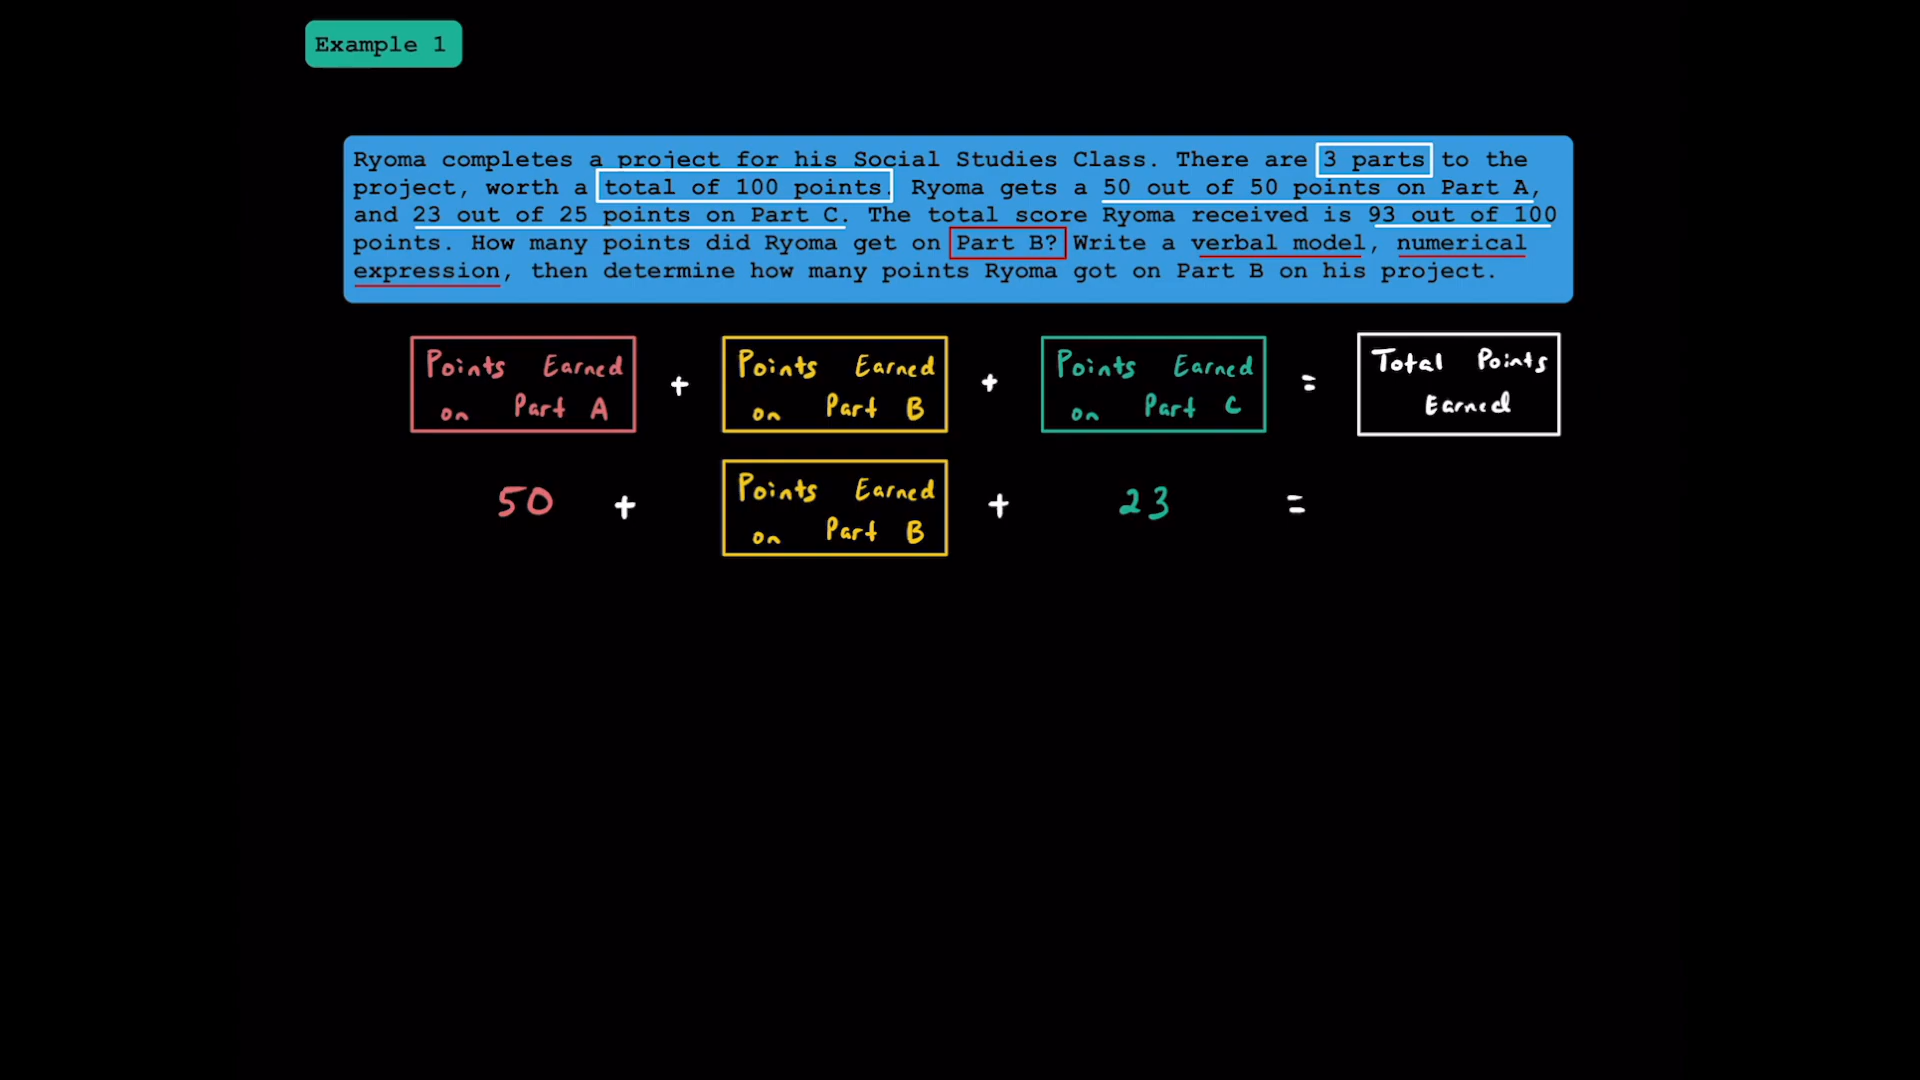 Example 1
Ryoma completes a project for his Social Studies Class. There are 3 parts to the
project, worth a total of 100 points. Ryoma gets a 50 out of 50 points on Part A,
and 23 out of 25 points on Part C. The total score Ryoma received is 93 out of 100
points. How many points did Ryoma get on Part B? Write a verbal model, numerical
expression, then determine how many points Ryoma got on Part B on his project.
Points Earned + Points Earned + Points Earned = Total Points
on Part A on Part B on Part C Earned
50 + Points Earned + 23 =
on Part B